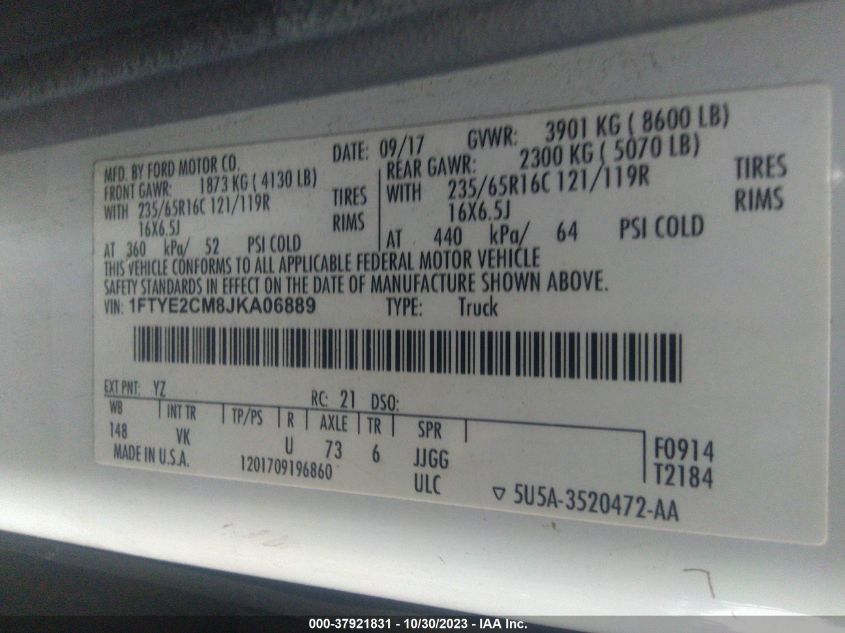 MFD. BY FORD MOTOR CO.
DATE: 09/17 GVWR: 3901 KG ( 8600 LB)
FRONT GAWR: 1873 KG ( 4130 LB)
WITH 235/65R16C 121/119R TIRES
16X6.5J RIMS
AT 360 kPa/ 52 PSI COLD
REAR GAWR: 2300 KG ( 5070 LB)
WITH 235/65R16C 121/119R TIRES
16X6.5J RIMS
AT 440 kPa/ 64 PSI COLD
THIS VEHICLE CONFORMS TO ALL APPLICABLE FEDERAL MOTOR VEHICLE
SAFETY STANDARDS IN EFFECT ON THE DATE OF MANUFACTURE SHOWN ABOVE.
VIN: 1FTYE2CM8JKA06889 TYPE: Truck
EXT PNT: YZ RC: 21 DSO:
WB INT TR TP/PS R AXLE TR SPR
148 VK U 73 6 JJGG F0914
MADE IN U.S.A. 1201709196860 ULC T2184
▽ 5U5A-3520472-AA
000-37921831 - 10/30/2023 - IAA Inc.